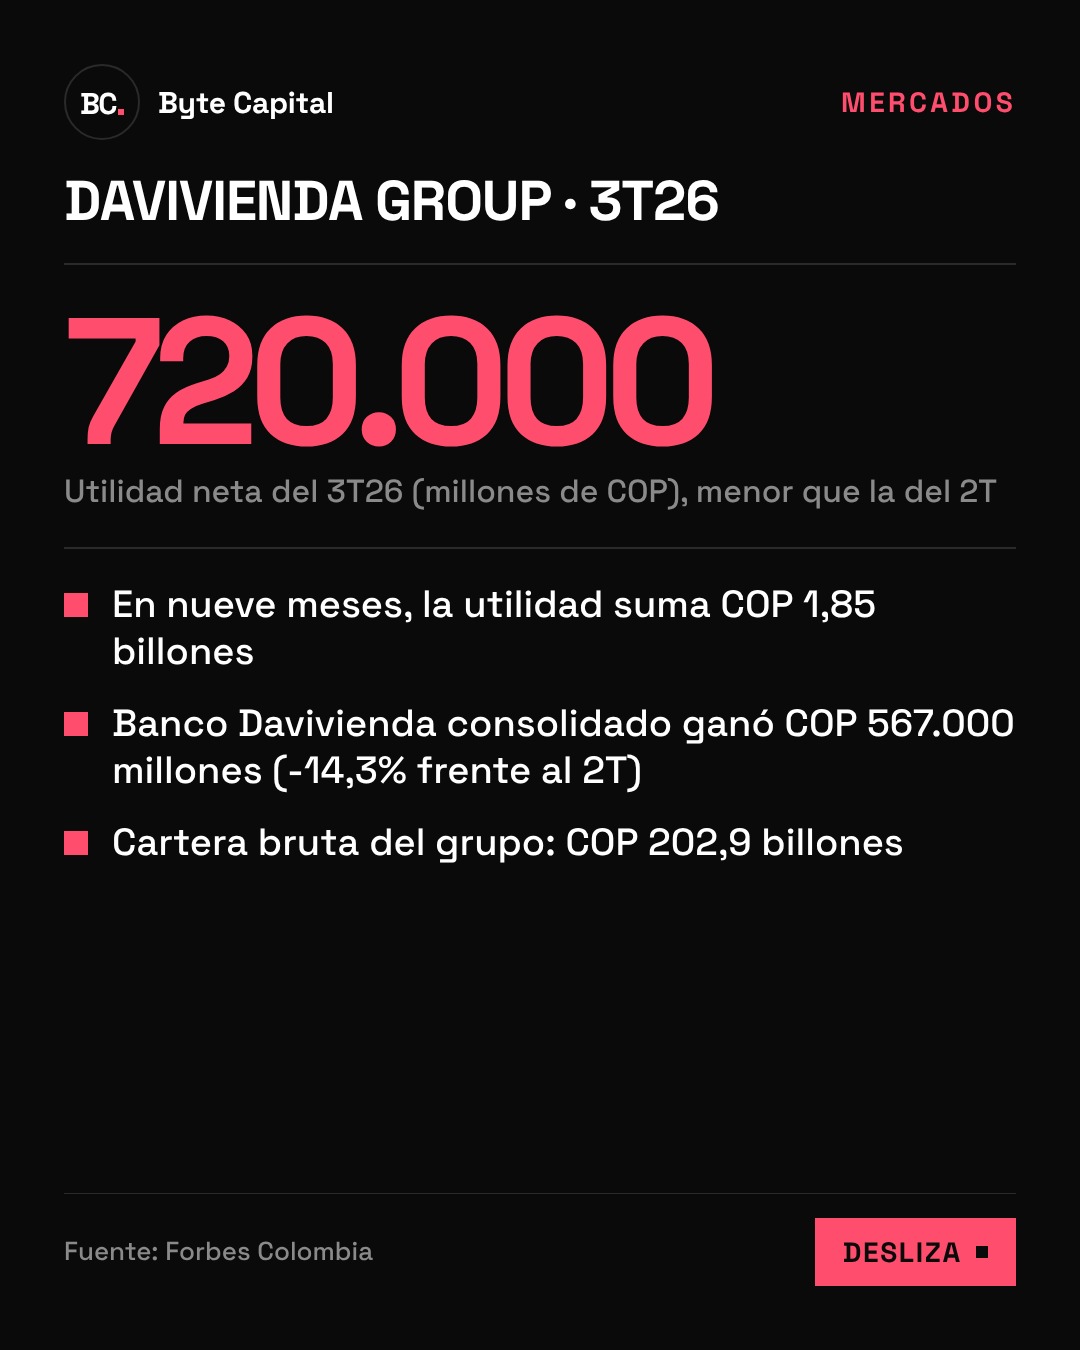 BC.
Byte Capital
MERCADOS
DAVIVIENDA GROUP · 3T26
720.000
Utilidad neta del 3T26 (millones de COP), menor que la del 2T
En nueve meses, la utilidad suma COP 1,85
billones
Banco Davivienda consolidado ganó COP 567.000
millones (-14,3% frente al 2T)
Cartera bruta del grupo: COP 202,9 billones
Fuente: Forbes Colombia
DESLIZA